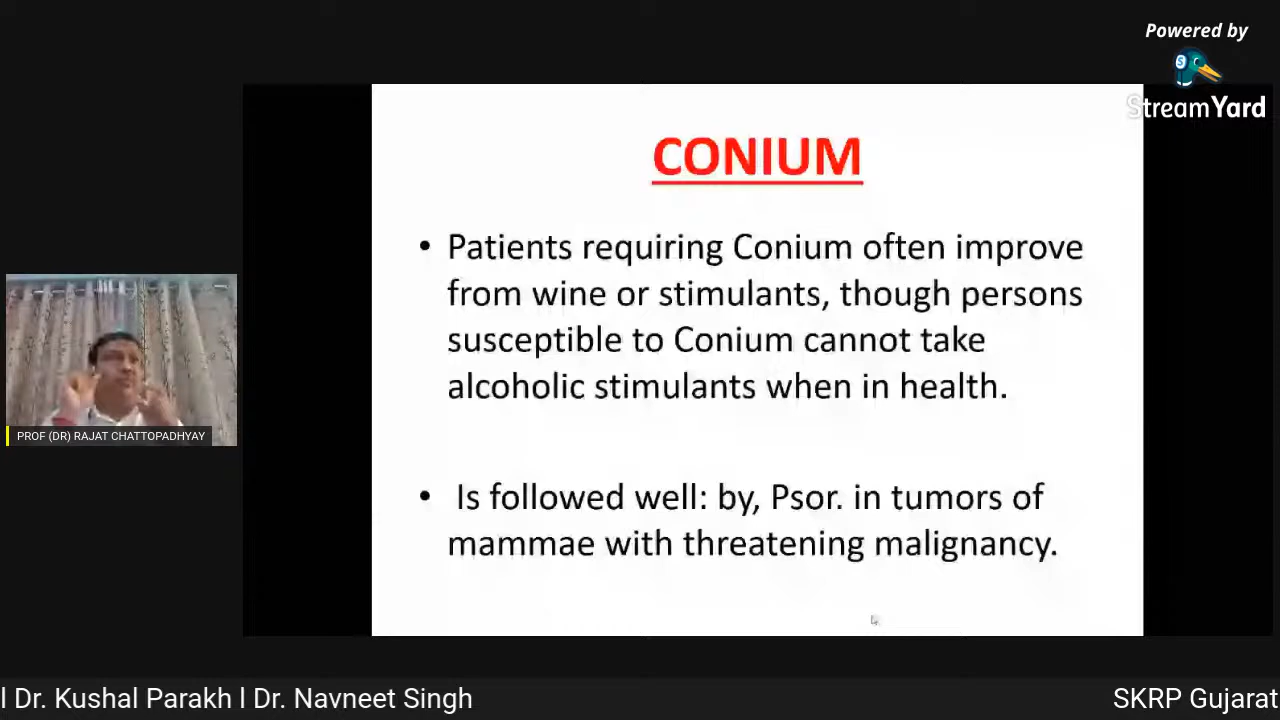 Powered by
StreamYard
CONIUM
• Patients requiring Conium often improve
from wine or stimulants, though persons
susceptible to Conium cannot take
alcoholic stimulants when in health.
• Is followed well: by, Psor. in tumors of
mammae with threatening malignancy.
PROF (DR) RAJAT CHATTOPADHYAY
l Dr. Kushal Parakh l Dr. Navneet Singh
SKRP Gujarat